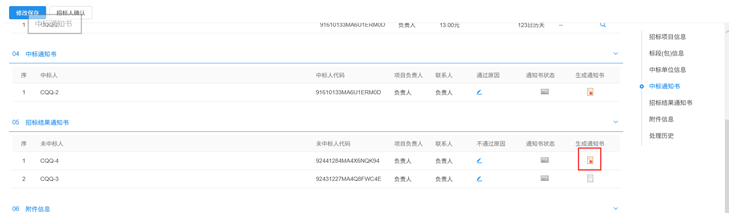 修改保存 招标人确认
中标通知书
1 CQQ-2 91610133MA6U1ERM0D 负责人 13.00元 123日历天 --
04 中标通知书
序 中标人 中标人代码 项目负责人 联系人 通过原因 通知书状态 生成通知书
1 CQQ-2 91610133MA6U1ERM0D 负责人 负责人
05 招标结果通知书
序 未中标人 未中标人代码 项目负责人 联系人 不通过原因 通知书状态 生成通知书
1 CQQ-4 92441284MA4X6NQK94 负责人 负责人
2 CQQ-3 92431227MA4Q8FWC4E 负责人 负责人
06 附件信息
招标项目信息
标段(包)信息
中标单位信息
中标通知书
招标结果通知书
附件信息
处理历史